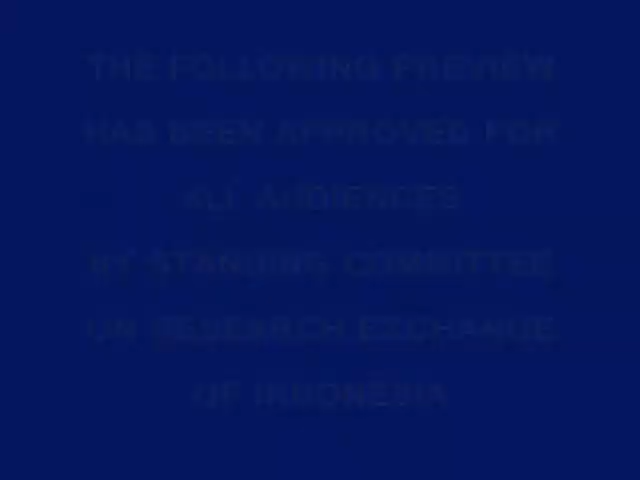 THE FOLLOWING PREVIEW
HAS BEEN APPROVED FOR
ALL AUDIENCES
BY STANDING COMMITTEE
ON RESEARCH EXCHANGE
OF INDONESIA